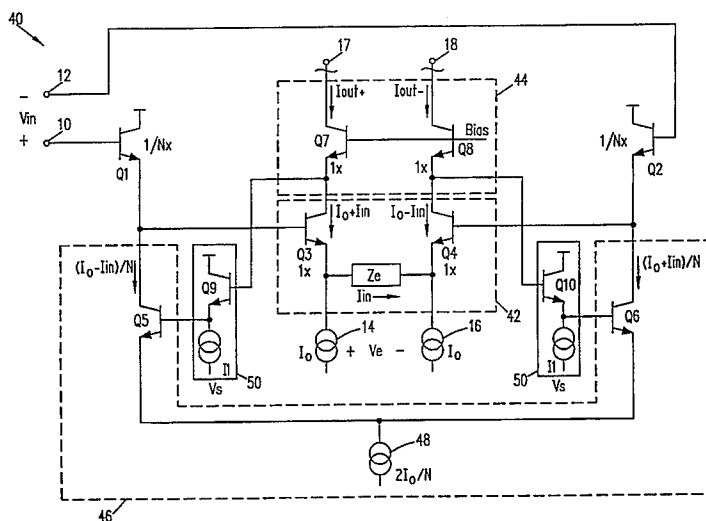 40
12
17
18
44
−
Vin
+
10
Iout+
Iout−
Bias
1/Nx
Q1
Q7
Q8
1/Nx
Q2
1x
1x
Io+Iin
Io−Iin
(Io−Iin)/N
Q9
Q3
Q4
Q10
(Io+Iin)/N
1x
Ze
1x
Iin
Q5
Q6
14
16
42
Io
+ Ve −
Io
I1
I1
Vs
50
50
Vs
48
2Io/N
46